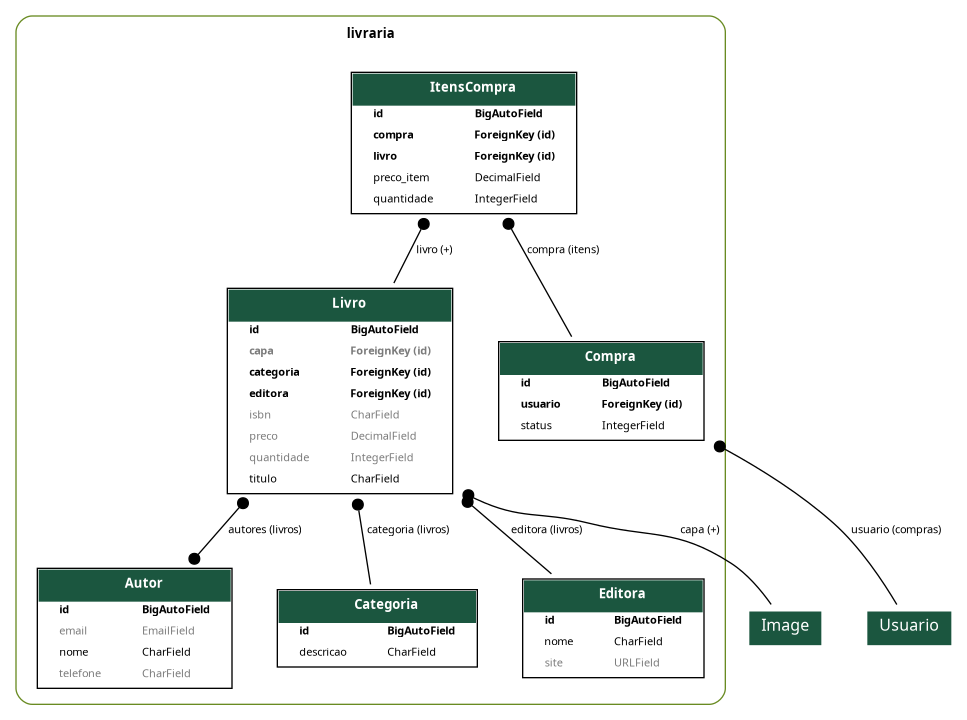 livraria
ItensCompra
id BigAutoField
compra ForeignKey (id)
livro ForeignKey (id)
preco_item DecimalField
quantidade IntegerField
livro (+)
compra (itens)
Livro
id BigAutoField
capa ForeignKey (id)
categoria ForeignKey (id)
editora ForeignKey (id)
isbn CharField
preco DecimalField
quantidade IntegerField
titulo CharField
Compra
id BigAutoField
usuario ForeignKey (id)
status IntegerField
autores (livros)
categoria (livros)
editora (livros)
capa (+)
usuario (compras)
Autor
id BigAutoField
email EmailField
nome CharField
telefone CharField
Categoria
id BigAutoField
descricao CharField
Editora
id BigAutoField
nome CharField
site URLField
Image
Usuario